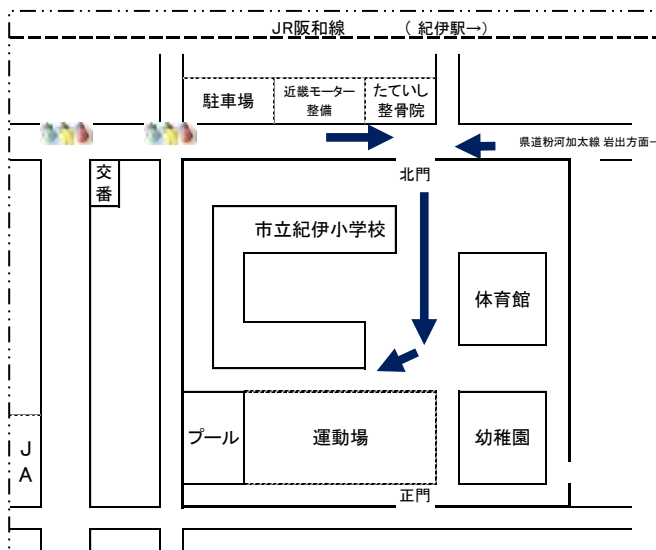 JR阪和線 ( 紀伊駅→)
駐車場
近畿モーター
整備
たていし
整骨院
県道粉河加太線 岩出方面→
交
番
北門
市立紀伊小学校
体育館
J
A
プール
運動場
幼稚園
正門